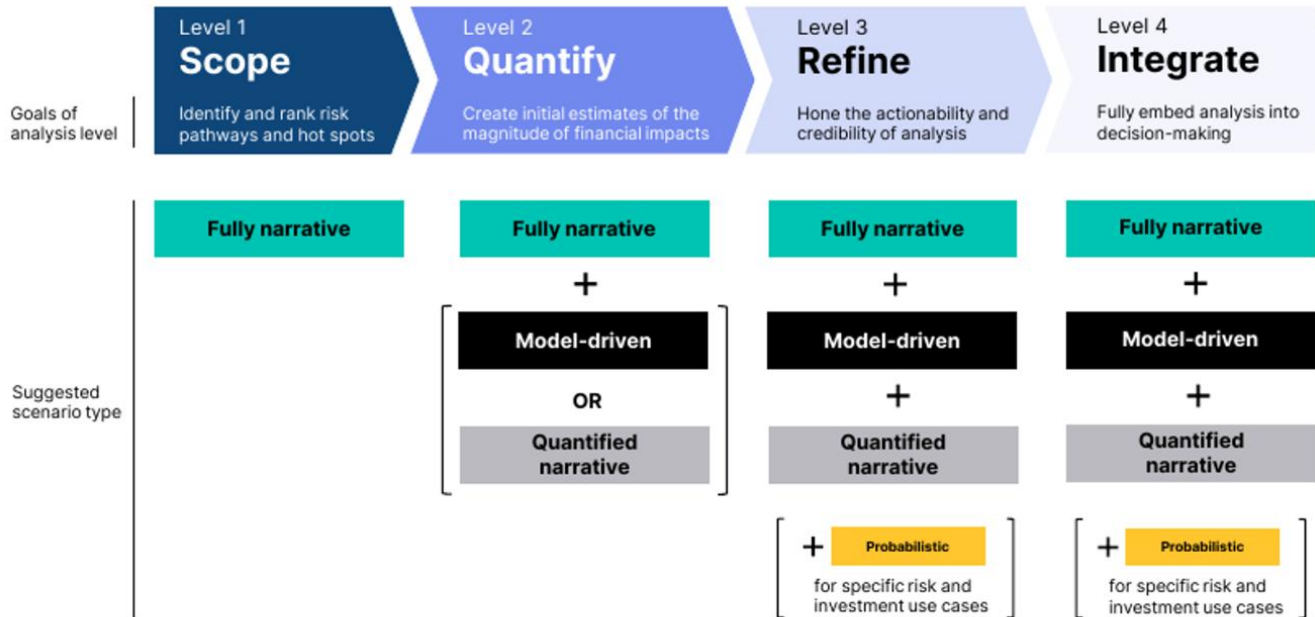 Level 1
Scope
Identify and rank risk
pathways and hot spots
Level 2
Quantify
Create initial estimates of the
magnitude of financial impacts
Level 3
Refine
Hone the actionability and
credibility of analysis
Level 4
Integrate
Fully embed analysis into
decision-making
Goals of
analysis level
Suggested
scenario type
Fully narrative
Fully narrative
+
Model-driven
OR
Quantified
narrative
Fully narrative
+
Model-driven
+
Quantified
narrative
+ Probabilistic
for specific risk and
investment use cases
Fully narrative
+
Model-driven
+
Quantified
narrative
+ Probabilistic
for specific risk and
investment use cases